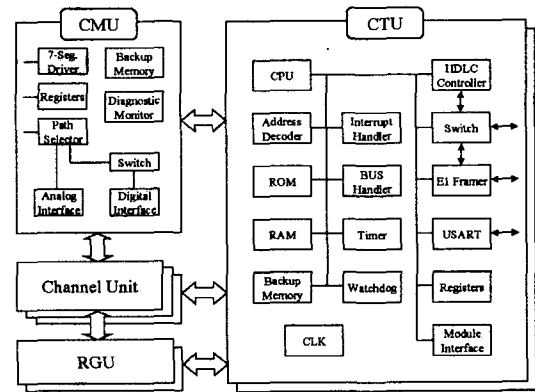 CMU
7-Seg.
Driver
Backup
Memory
Registers
Diagnostic
Monitor
Path
Selector
Switch
Analog
Interface
Digital
Interface
Channel Unit
RGU
CTU
CPU
HDLC
Controller
Address
Decoder
Interrupt
Handler
Switch
ROM
BUS
Handler
E1 Framer
RAM
Timer
USART
Backup
Memory
Watchdog
Registers
CLK
Module
Interface